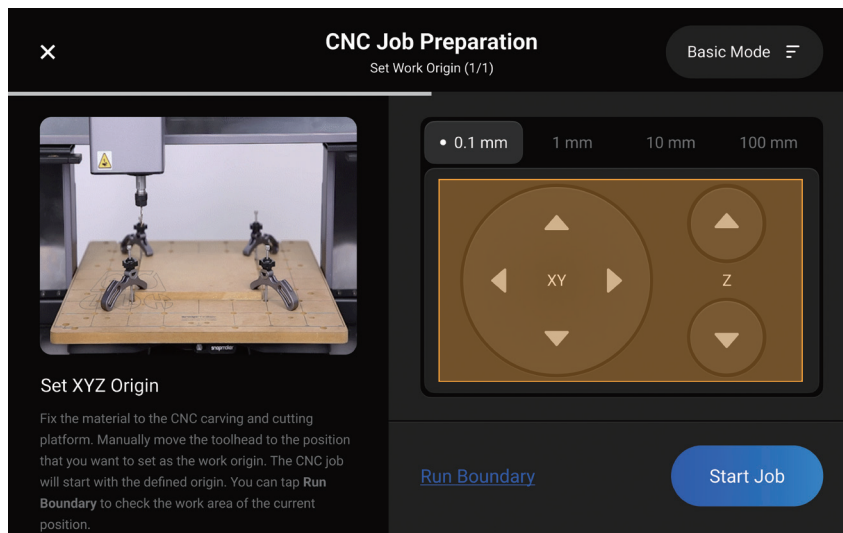 CNC Job Preparation
Set Work Origin (1/1)
Basic Mode
0.1 mm
1 mm
10 mm
100 mm
XY
Z
snapmaker
Set XYZ Origin
Fix the material to the CNC carving and cutting
platform. Manually move the toolhead to the position
that you want to set as the work origin. The CNC job
will start with the defined origin. You can tap Run
Boundary to check the work area of the current
position.
Run Boundary
Start Job